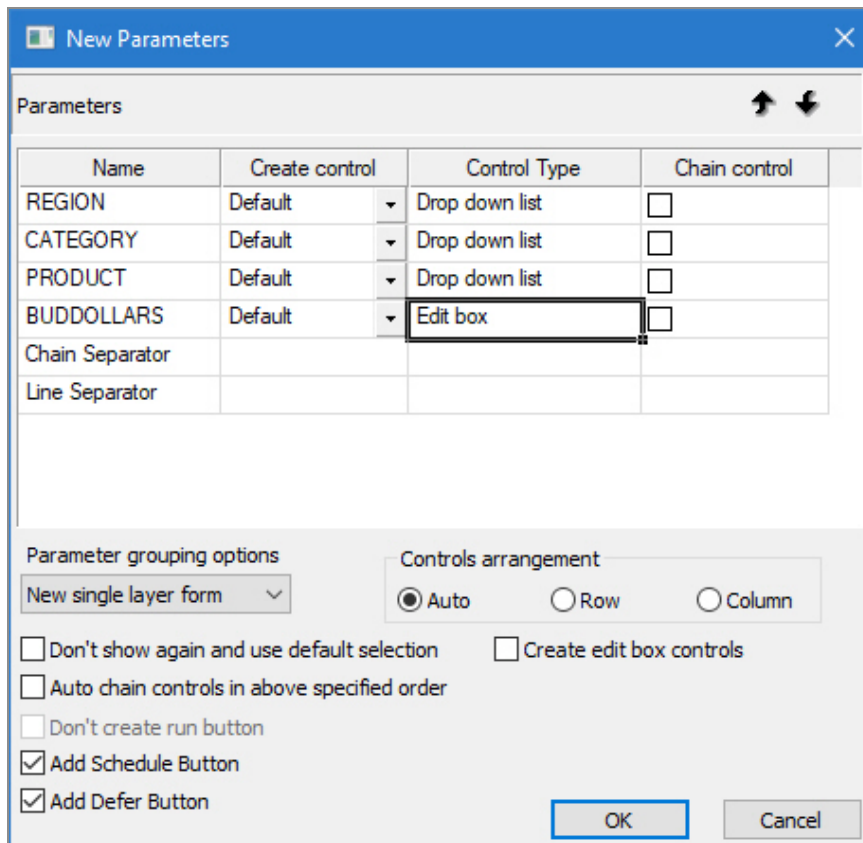 New Parameters
Parameters
Name Create control Control Type Chain control
REGION Default Drop down list
CATEGORY Default Drop down list
PRODUCT Default Drop down list
BUDDOLLARS Default Edit box
Chain Separator
Line Separator
Parameter grouping options Controls arrangement
New single layer form Auto Row Column
Don't show again and use default selection Create edit box controls
Auto chain controls in above specified order
Don't create run button
Add Schedule Button
Add Defer Button
OK Cancel